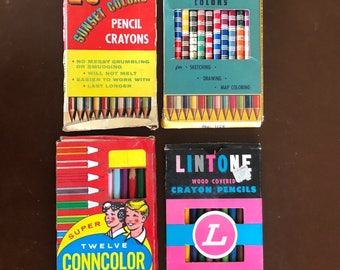 SUNSET COLORS
PENCIL
CRAYONS
• NO MESSY CRUMBLING
OR SMUDGING
• WILL NOT MELT
• EASIER TO WORK WITH
• LAST LONGER
COLORS
for • SKETCHING
• DRAWING
• MAP COLORING
SUPER
TWELVE
CONNCOLOR
LINTONE
WOOD COVERED
CRAYON PENCILS
L